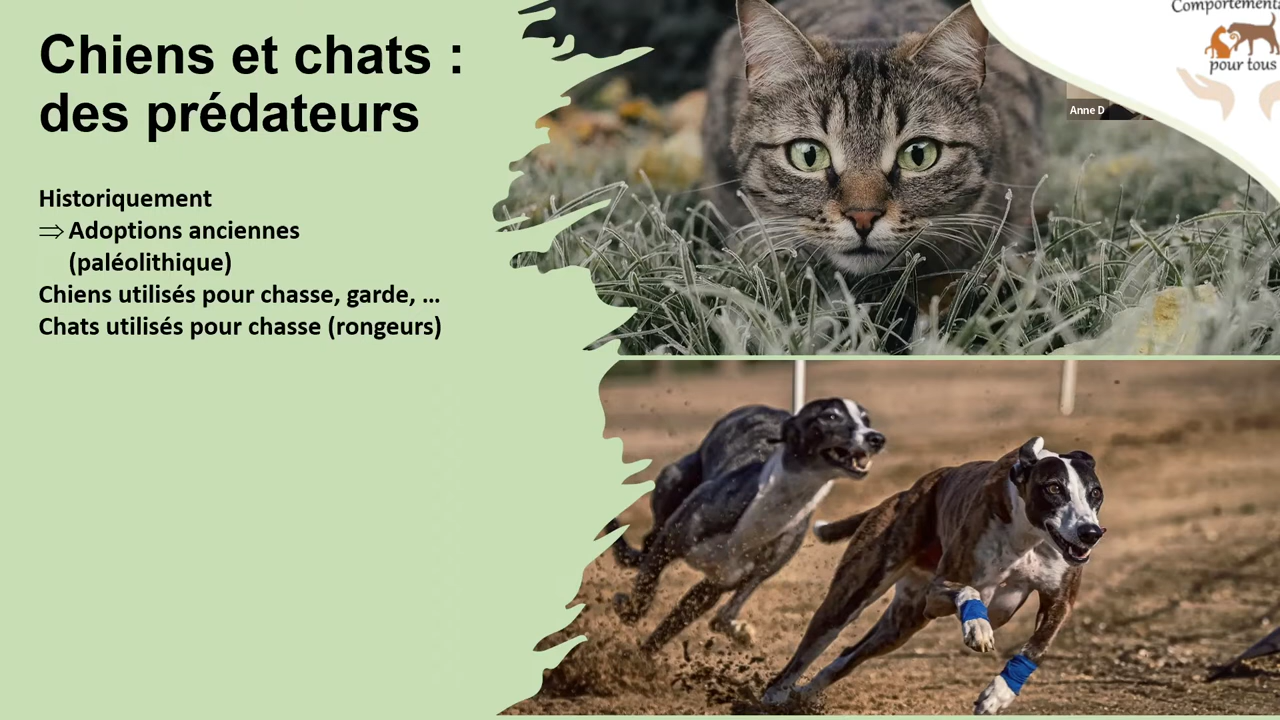 Chiens et chats :
des prédateurs
Historiquement
⇒ Adoptions anciennes
(paléolithique)
Chiens utilisés pour chasse, garde, ...
Chats utilisés pour chasse (rongeurs)
pour tous
Anne D